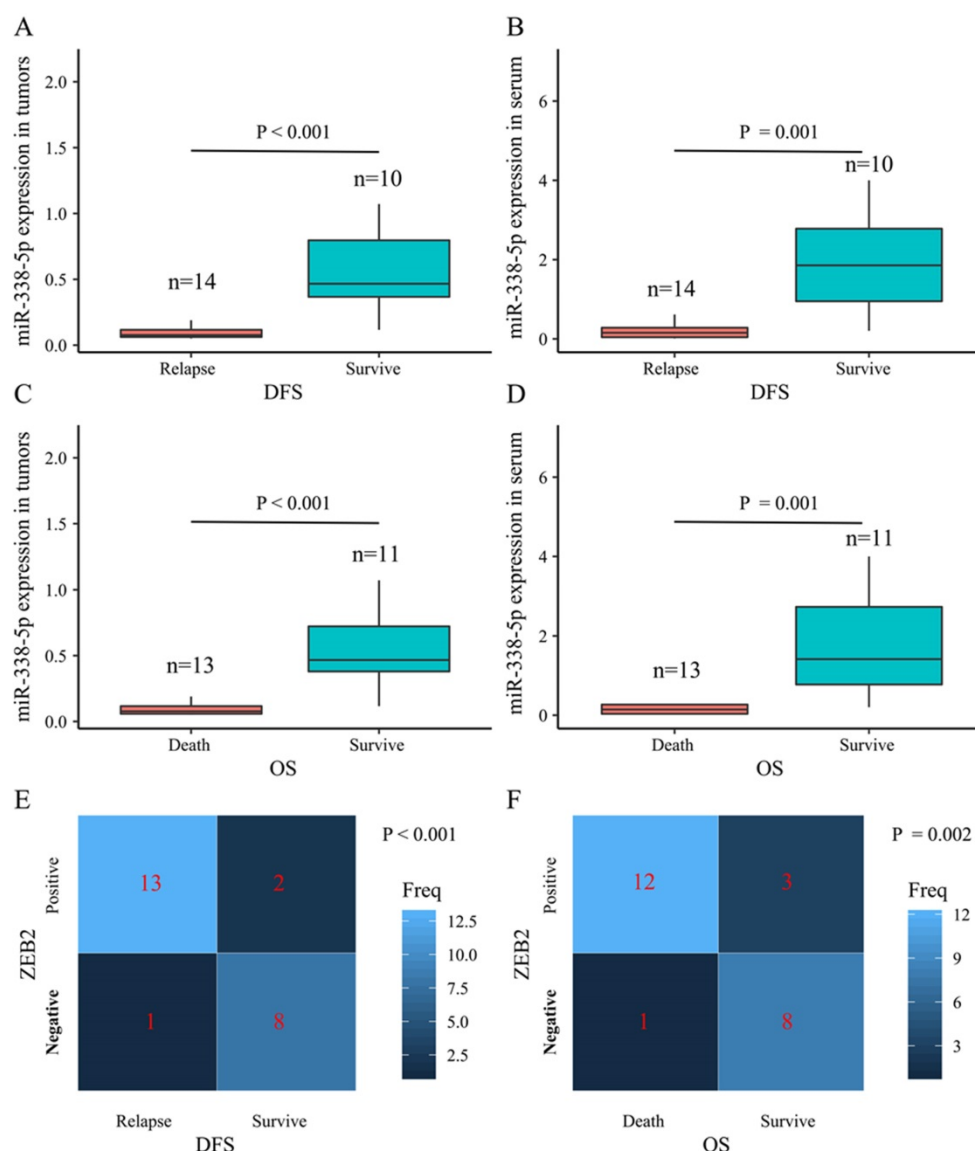 A
miR-338-5p expression in tumors
2.0
1.5
1.0
0.5
0.0
P < 0.001
n=14
n=10
Relapse
Survive
DFS
B
miR-338-5p expression in serum
6
4
2
0
P = 0.001
n=14
n=10
Relapse
Survive
DFS
C
miR-338-5p expression in tumors
2.0
1.5
1.0
0.5
0.0
P < 0.001
n=13
n=11
Death
Survive
OS
D
miR-338-5p expression in serum
6
4
2
0
P = 0.001
n=13
n=11
Death
Survive
OS
E
ZEB2
Positive
Negative
13
2
1
8
Relapse
Survive
DFS
P < 0.001
Freq
12.5
10.0
7.5
5.0
2.5
F
ZEB2
Positive
Negative
12
3
1
8
Death
Survive
OS
P = 0.002
Freq
12
9
6
3